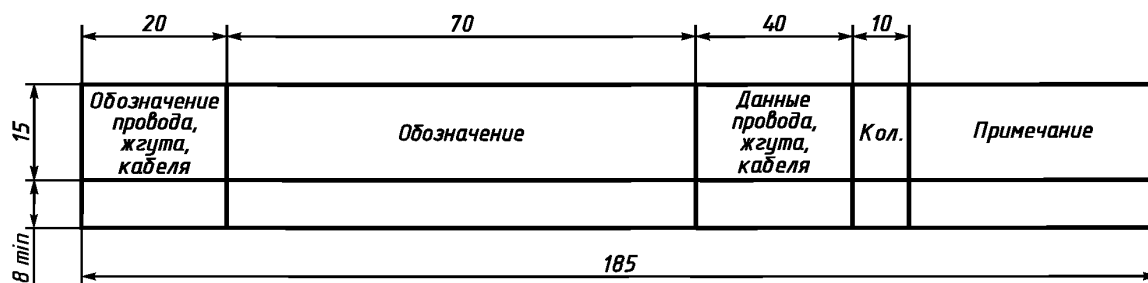 20 70 40 10
15
Обозначение
провода,
жгута,
кабеля
Обозначение
Данные
провода,
жгута,
кабеля
Кол.
Примечание
8 min
185